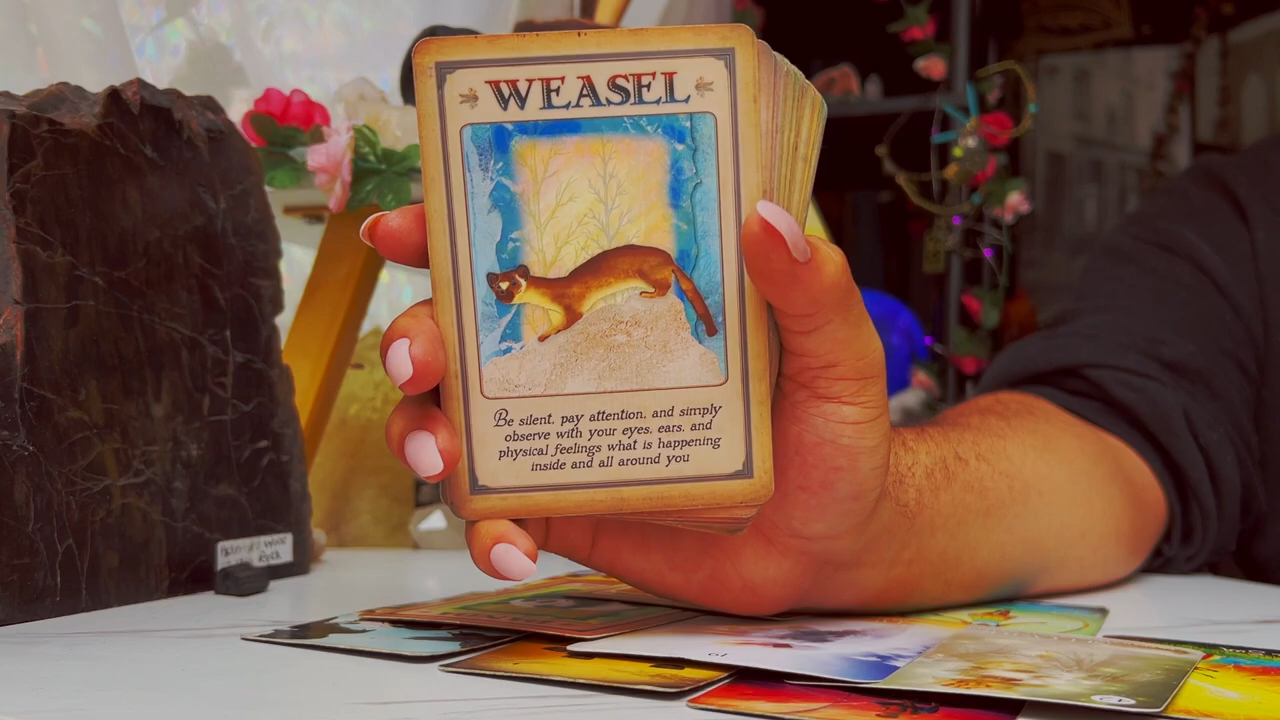 WEASEL
Be silent, pay attention, and simply
observe with your eyes, ears, and
physical feelings what is happening
inside and all around you
61